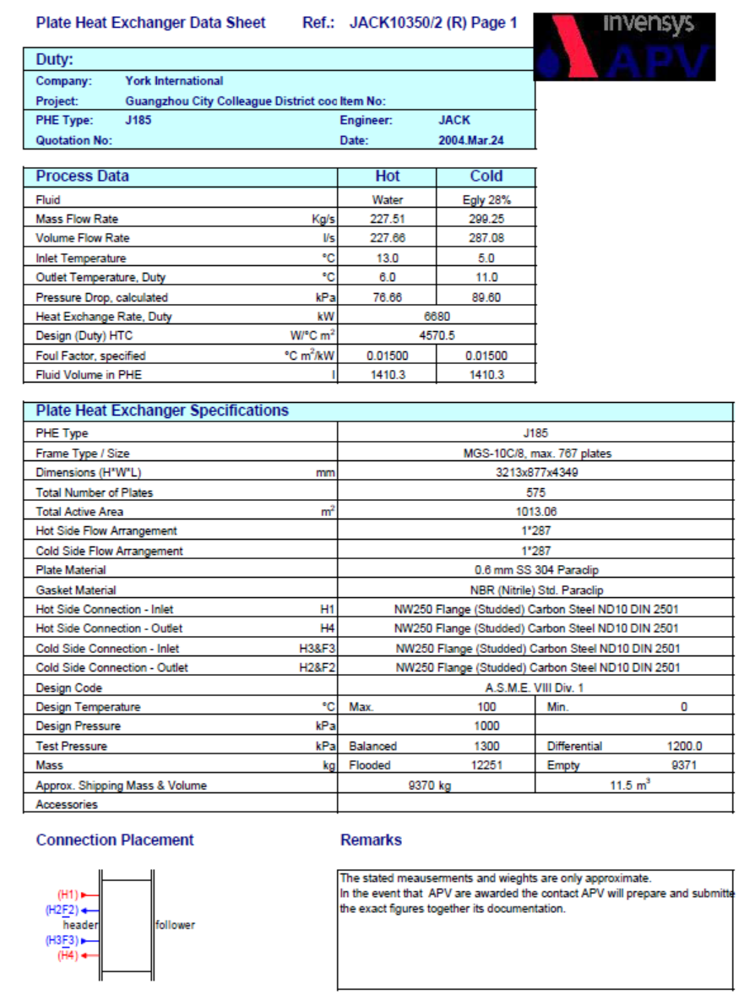 Plate Heat Exchanger Data Sheet Ref.: JACK10350/2 (R) Page 1
invensys
APV
Duty:
Company: York International
Project: Guangzhou City Colleague District coc Item No:
PHE Type: J185 Engineer: JACK
Quotation No: Date: 2004.Mar.24
Process Data Hot Cold
Fluid Water Egly 28%
Mass Flow Rate Kg/s 227.51 299.25
Volume Flow Rate l/s 227.66 287.08
Inlet Temperature °C 13.0 5.0
Outlet Temperature, Duty °C 6.0 11.0
Pressure Drop, calculated kPa 76.66 89.60
Heat Exchange Rate, Duty kW 6680
Design (Duty) HTC W/°C m² 4570.5
Foul Factor, specified °C m²/kW 0.01500 0.01500
Fluid Volume in PHE l 1410.3 1410.3
Plate Heat Exchanger Specifications
PHE Type J185
Frame Type / Size MGS-10C/8, max. 767 plates
Dimensions (H*W*L) mm 3213x877x4349
Total Number of Plates 575
Total Active Area m² 1013.06
Hot Side Flow Arrangement 1*287
Cold Side Flow Arrangement 1*287
Plate Material 0.6 mm SS 304 Paraclip
Gasket Material NBR (Nitrile) Std. Paraclip
Hot Side Connection - Inlet H1 NW250 Flange (Studded) Carbon Steel ND10 DIN 2501
Hot Side Connection - Outlet H4 NW250 Flange (Studded) Carbon Steel ND10 DIN 2501
Cold Side Connection - Inlet H3&F3 NW250 Flange (Studded) Carbon Steel ND10 DIN 2501
Cold Side Connection - Outlet H2&F2 NW250 Flange (Studded) Carbon Steel ND10 DIN 2501
Design Code A.S.M.E. VIII Div. 1
Design Temperature °C Max. 100 Min. 0
Design Pressure kPa 1000
Test Pressure kPa Balanced 1300 Differential 1200.0
Mass kg Flooded 12251 Empty 9371
Approx. Shipping Mass & Volume 9370 kg 11.5 m³
Accessories
Connection Placement
(H1)
(H2F2)
header follower
(H3F3)
(H4)
Remarks
The stated meauserments and wieghts are only approximate.
In the event that APV are awarded the contact APV will prepare and submitte
the exact figures together its documentation.